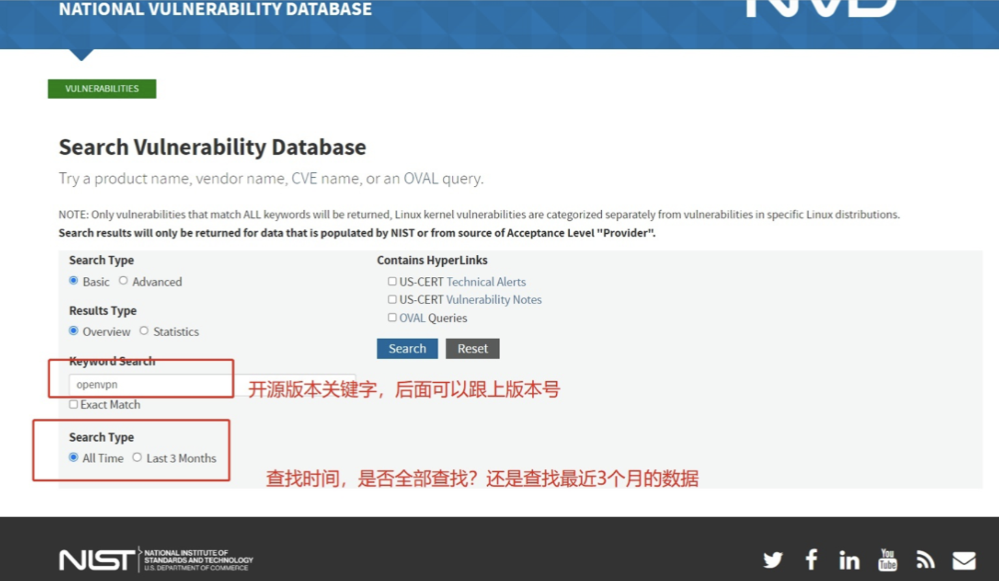 NATIONAL VULNERABILITY DATABASE
NVD
VULNERABILITIES
Search Vulnerability Database
Try a product name, vendor name, CVE name, or an OVAL query.
NOTE: Only vulnerabilities that match ALL keywords will be returned, Linux kernel vulnerabilities are categorized separately from vulnerabilities in specific Linux distributions.
Search results will only be returned for data that is populated by NIST or from source of Acceptance Level "Provider".
Search Type
Basic Advanced
Results Type
Overview Statistics
Keyword Search
openvpn
Exact Match
Search Type
All Time Last 3 Months
Contains HyperLinks
US-CERT Technical Alerts
US-CERT Vulnerability Notes
OVAL Queries
Search Reset
开源版本关键字，后面可以跟上版本号
查找时间，是否全部查找？还是查找最近3个月的数据
NIST
NATIONAL INSTITUTE OF
STANDARDS AND TECHNOLOGY
U.S. DEPARTMENT OF COMMERCE
You
Tube